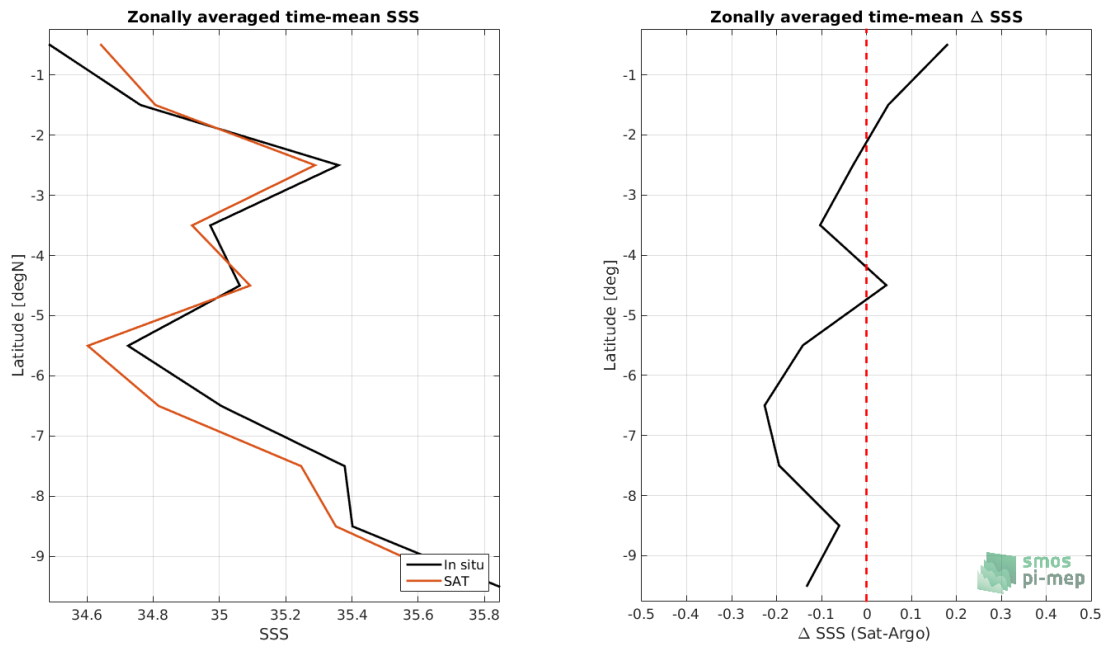 Zonally averaged time-mean SSS
-1
-2
-3
-4
-5
-6
-7
-8
-9
Latitude [degN]
34.6 34.8 35 35.2 35.4 35.6 35.8
SSS
In situ
SAT
Zonally averaged time-mean Δ SSS
-1
-2
-3
-4
-5
-6
-7
-8
-9
Latitude [deg]
-0.5 -0.4 -0.3 -0.2 -0.1 0 0.1 0.2 0.3 0.4 0.5
Δ SSS (Sat-Argo)
smos
pi-mep